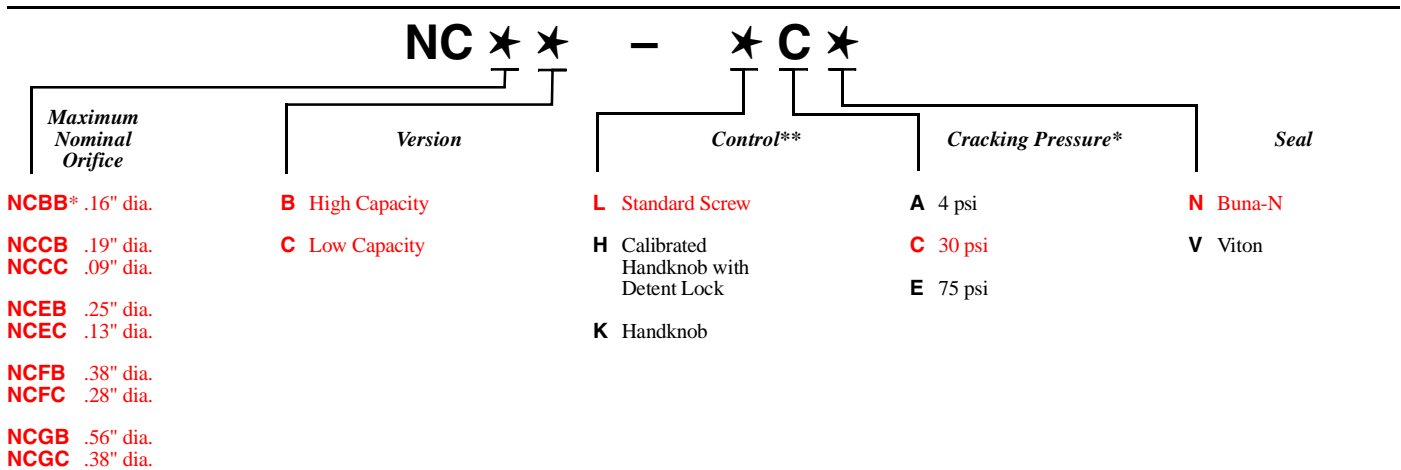 NC ★ ★ – ★ C ★
Maximum
Nominal
Orifice
NCBB* .16" dia.
NCCB .19" dia.
NCCC .09" dia.
NCEB .25" dia.
NCEC .13" dia.
NCFB .38" dia.
NCFC .28" dia.
NCGB .56" dia.
NCGC .38" dia.
Version
B High Capacity
C Low Capacity
Control**
L Standard Screw
H Calibrated
Handknob with
Detent Lock
K Handknob
Cracking Pressure*
A 4 psi
C 30 psi
E 75 psi
Seal
N Buna-N
V Viton